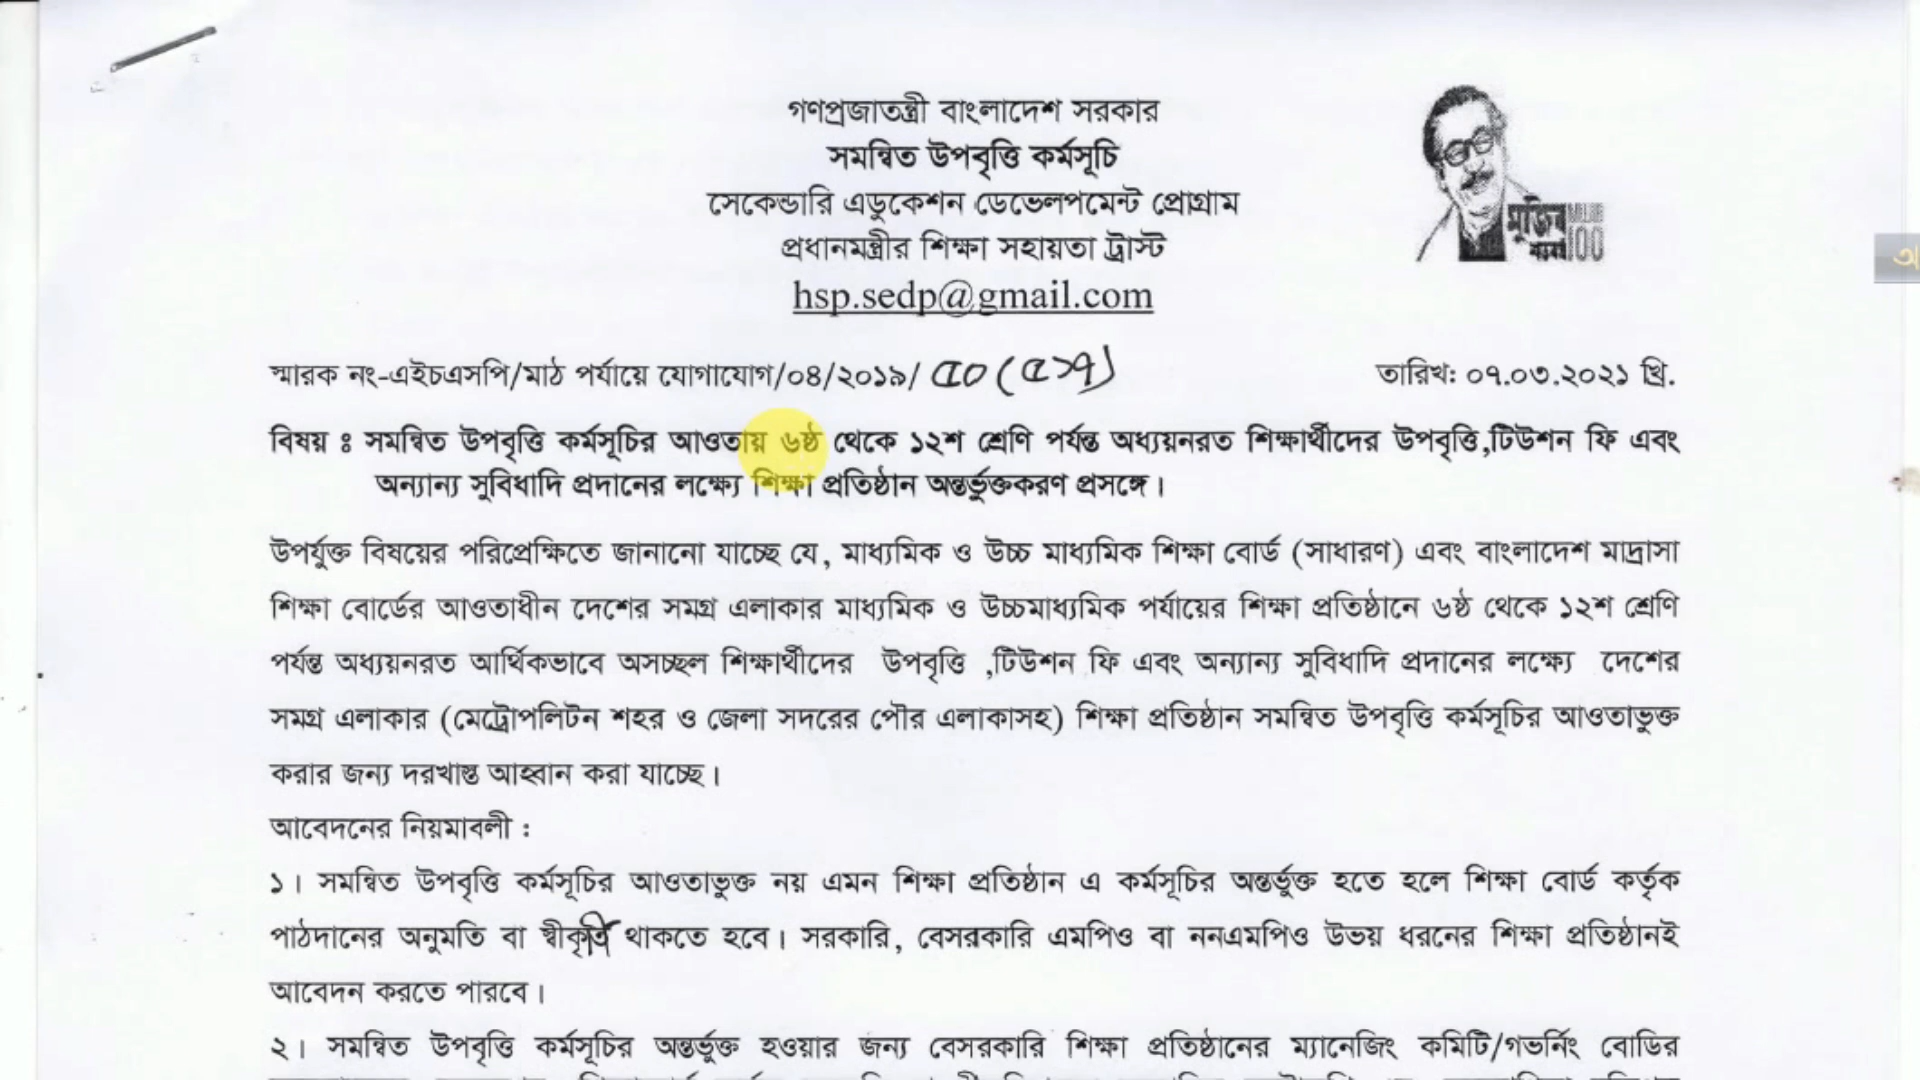 গণপ্রজাতন্ত্রী বাংলাদেশ সরকার
সমন্বিত উপবৃত্তি কর্মসূচি
সেকেন্ডারি এডুকেশন ডেভেলপমেন্ট প্রোগ্রাম
প্রধানমন্ত্রীর শিক্ষা সহায়তা ট্রাস্ট
hsp.sedp@gmail.com
মুজিব MUJIB
বর্ষ 100
স্মারক নং-এইচএসপি/মাঠ পর্যায়ে যোগাযোগ/০৪/২০১৯/ ৫০ (৫১৭) তারিখ: ০৭.০৩.২০২১ খ্রি.
বিষয় ঃ সমন্বিত উপবৃত্তি কর্মসূচির আওতায় ৬ষ্ঠ থেকে ১২শ শ্রেণি পর্যন্ত অধ্যয়নরত শিক্ষার্থীদের উপবৃত্তি,টিউশন ফি এবং
অন্যান্য সুবিধাদি প্রদানের লক্ষ্যে শিক্ষা প্রতিষ্ঠান অন্তর্ভুক্তকরণ প্রসঙ্গে।
উপর্যুক্ত বিষয়ের পরিপ্রেক্ষিতে জানানো যাচ্ছে যে, মাধ্যমিক ও উচ্চ মাধ্যমিক শিক্ষা বোর্ড (সাধারণ) এবং বাংলাদেশ মাদ্রাসা
শিক্ষা বোর্ডের আওতাধীন দেশের সমগ্র এলাকার মাধ্যমিক ও উচ্চমাধ্যমিক পর্যায়ের শিক্ষা প্রতিষ্ঠানে ৬ষ্ঠ থেকে ১২শ শ্রেণি
পর্যন্ত অধ্যয়নরত আর্থিকভাবে অসচ্ছল শিক্ষার্থীদের উপবৃত্তি ,টিউশন ফি এবং অন্যান্য সুবিধাদি প্রদানের লক্ষ্যে দেশের
সমগ্র এলাকার (মেট্রোপলিটন শহর ও জেলা সদরের পৌর এলাকাসহ) শিক্ষা প্রতিষ্ঠান সমন্বিত উপবৃত্তি কর্মসূচির আওতাভুক্ত
করার জন্য দরখাস্ত আহ্বান করা যাচ্ছে।
আবেদনের নিয়মাবলী :
১। সমন্বিত উপবৃত্তি কর্মসূচির আওতাভুক্ত নয় এমন শিক্ষা প্রতিষ্ঠান এ কর্মসূচির অন্তর্ভুক্ত হতে হলে শিক্ষা বোর্ড কর্তৃক
পাঠদানের অনুমতি বা স্বীকৃতি থাকতে হবে। সরকারি, বেসরকারি এমপিও বা ননএমপিও উভয় ধরনের শিক্ষা প্রতিষ্ঠানই
আবেদন করতে পারবে।
২। সমন্বিত উপবৃত্তি কর্মসূচির অন্তর্ভুক্ত হওয়ার জন্য বেসরকারি শিক্ষা প্রতিষ্ঠানের ম্যানেজিং কমিটি/গভর্নিং বোডির